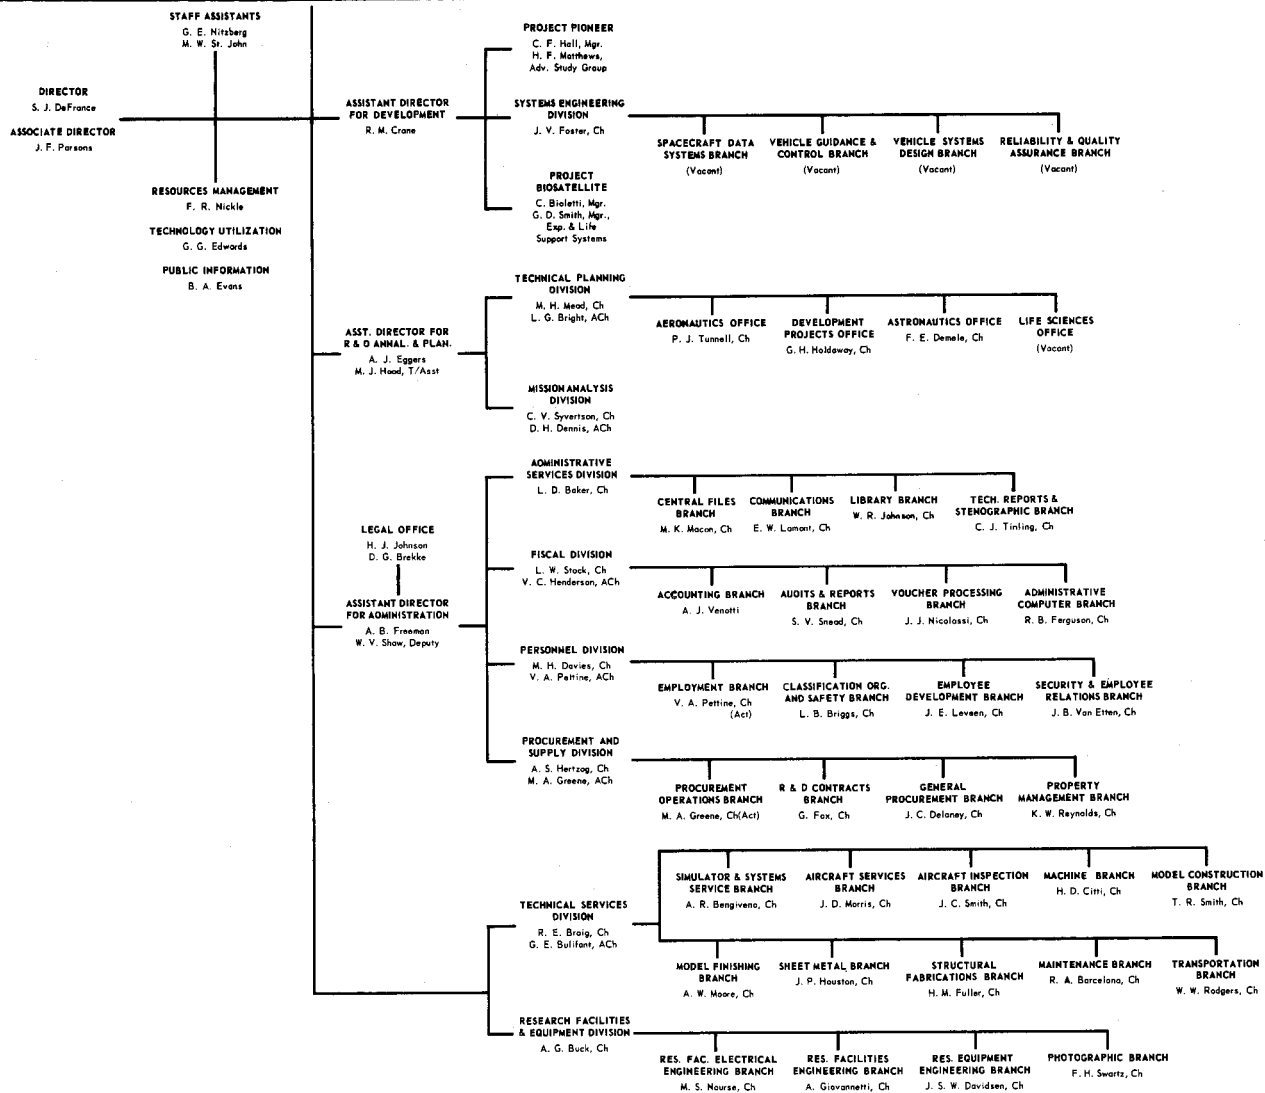 STAFF ASSISTANTS
G. E. Nitzberg
M. W. St. John
DIRECTOR
S. J. DeFrance
ASSOCIATE DIRECTOR
J. F. Parsons
RESOURCES MANAGEMENT
F. R. Nickle
TECHNOLOGY UTILIZATION
G. G. Edwards
PUBLIC INFORMATION
B. A. Evans
ASSISTANT DIRECTOR
FOR DEVELOPMENT
R. M. Crane
PROJECT PIONEER
C. F. Hall, Mgr.
H. F. Matthews,
Adv. Study Group
SYSTEMS ENGINEERING
DIVISION
J. V. Foster, Ch
SPACECRAFT DATA
SYSTEMS BRANCH
(Vacant)
VEHICLE GUIDANCE &
CONTROL BRANCH
(Vacant)
VEHICLE SYSTEMS
DESIGN BRANCH
(Vacant)
RELIABILITY & QUALITY
ASSURANCE BRANCH
(Vacant)
PROJECT
BIOSATELLITE
C. Bioletti, Mgr.
G. D. Smith, Mgr.,
Exp. & Life
Support Systems
ASST. DIRECTOR FOR
R & D ANNAL. & PLAN.
A. J. Eggers
M. J. Hood, T/Asst
TECHNICAL PLANNING
DIVISION
M. H. Mead, Ch
L. G. Bright, ACh
AERONAUTICS OFFICE
P. J. Tunnell, Ch
DEVELOPMENT
PROJECTS OFFICE
G. H. Holdaway, Ch
ASTRONAUTICS OFFICE
F. E. Demele, Ch
LIFE SCIENCES
OFFICE
(Vacant)
MISSION ANALYSIS
DIVISION
C. V. Syvertson, Ch
D. H. Dennis, ACh
LEGAL OFFICE
H. J. Johnson
D. G. Brekke
ASSISTANT DIRECTOR
FOR ADMINISTRATION
A. B. Freeman
W. V. Shaw, Deputy
ADMINISTRATIVE
SERVICES DIVISION
L. D. Baker, Ch
CENTRAL FILES
BRANCH
M. K. Macon, Ch
COMMUNICATIONS
BRANCH
E. W. Lamont, Ch
LIBRARY BRANCH
W. R. Johnson, Ch
TECH. REPORTS &
STENOGRAPHIC BRANCH
C. J. Tinling, Ch
FISCAL DIVISION
L. W. Stock, Ch
V. C. Henderson, ACh
ACCOUNTING BRANCH
A. J. Venotti
AUDITS & REPORTS
BRANCH
S. V. Snead, Ch
VOUCHER PROCESSING
BRANCH
J. J. Nicolossi, Ch
ADMINISTRATIVE
COMPUTER BRANCH
R. B. Ferguson, Ch
PERSONNEL DIVISION
M. H. Davies, Ch
V. A. Pettine, ACh
EMPLOYMENT BRANCH
V. A. Pettine, Ch
(Act)
CLASSIFICATION ORG.
AND SAFETY BRANCH
L. B. Briggs, Ch
EMPLOYEE
DEVELOPMENT BRANCH
J. E. Leveen, Ch
SECURITY & EMPLOYEE
RELATIONS BRANCH
J. B. Van Etten, Ch
PROCUREMENT AND
SUPPLY DIVISION
A. S. Hertzog, Ch
M. A. Greene, ACh
PROCUREMENT
OPERATIONS BRANCH
M. A. Greene, Ch(Act)
R & D CONTRACTS
BRANCH
G. Fox, Ch
GENERAL
PROCUREMENT BRANCH
J. C. Delaney, Ch
PROPERTY
MANAGEMENT BRANCH
K. W. Reynolds, Ch
TECHNICAL SERVICES
DIVISION
R. E. Braig, Ch
G. E. Bulifant, ACh
SIMULATOR & SYSTEMS
SERVICE BRANCH
A. R. Bengiveno, Ch
AIRCRAFT SERVICES
BRANCH
J. D. Morris, Ch
AIRCRAFT INSPECTION
BRANCH
J. C. Smith, Ch
MACHINE BRANCH
H. D. Citti, Ch
MODEL CONSTRUCTION
BRANCH
T. R. Smith, Ch
MODEL FINISHING
BRANCH
A. W. Moore, Ch
SHEET METAL BRANCH
J. P. Houston, Ch
STRUCTURAL
FABRICATIONS BRANCH
H. M. Fuller, Ch
MAINTENANCE BRANCH
R. A. Barcelona, Ch
TRANSPORTATION
BRANCH
W. W. Rodgers, Ch
RESEARCH FACILITIES
& EQUIPMENT DIVISION
A. G. Buck, Ch
RES. FAC. ELECTRICAL
ENGINEERING BRANCH
M. S. Nourse, Ch
RES. FACILITIES
ENGINEERING BRANCH
A. Giovannetti, Ch
RES. EQUIPMENT
ENGINEERING BRANCH
J. S. W. Davidsen, Ch
PHOTOGRAPHIC BRANCH
F. H. Swartz, Ch